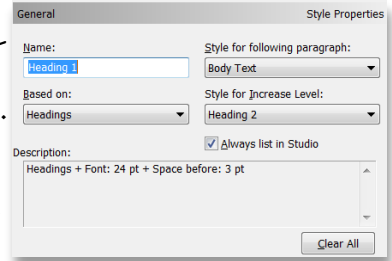 General Style Properties
Name: Style for following paragraph:
Heading 1 Body Text
Based on: Style for Increase Level:
Headings Heading 2
Always list in Studio
Description:
Headings + Font: 24 pt + Space before: 3 pt
Clear All